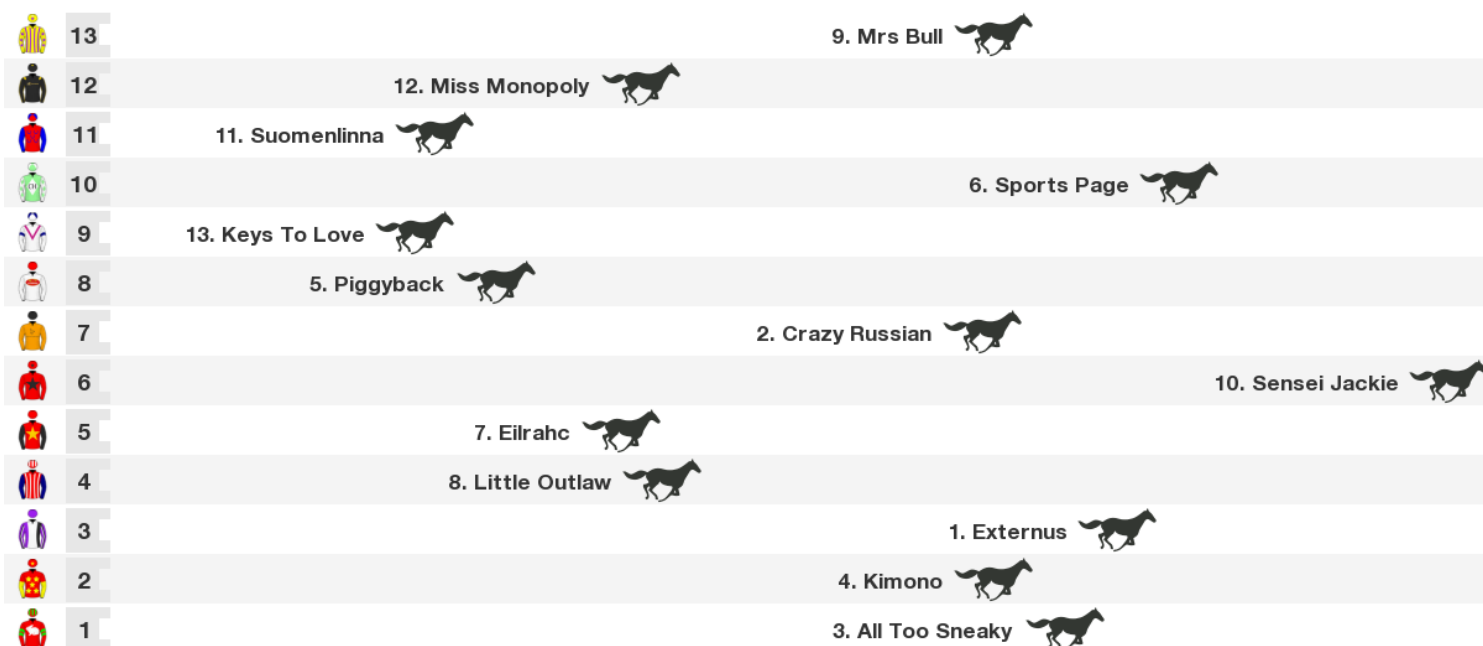 13 9. Mrs Bull
12 12. Miss Monopoly
11 11. Suomenlinna
10 6. Sports Page
9 13. Keys To Love
8 5. Piggyback
7 2. Crazy Russian
6 10. Sensei Jackie
5 7. Eilrahc
4 8. Little Outlaw
3 1. Externus
2 4. Kimono
1 3. All Too Sneaky